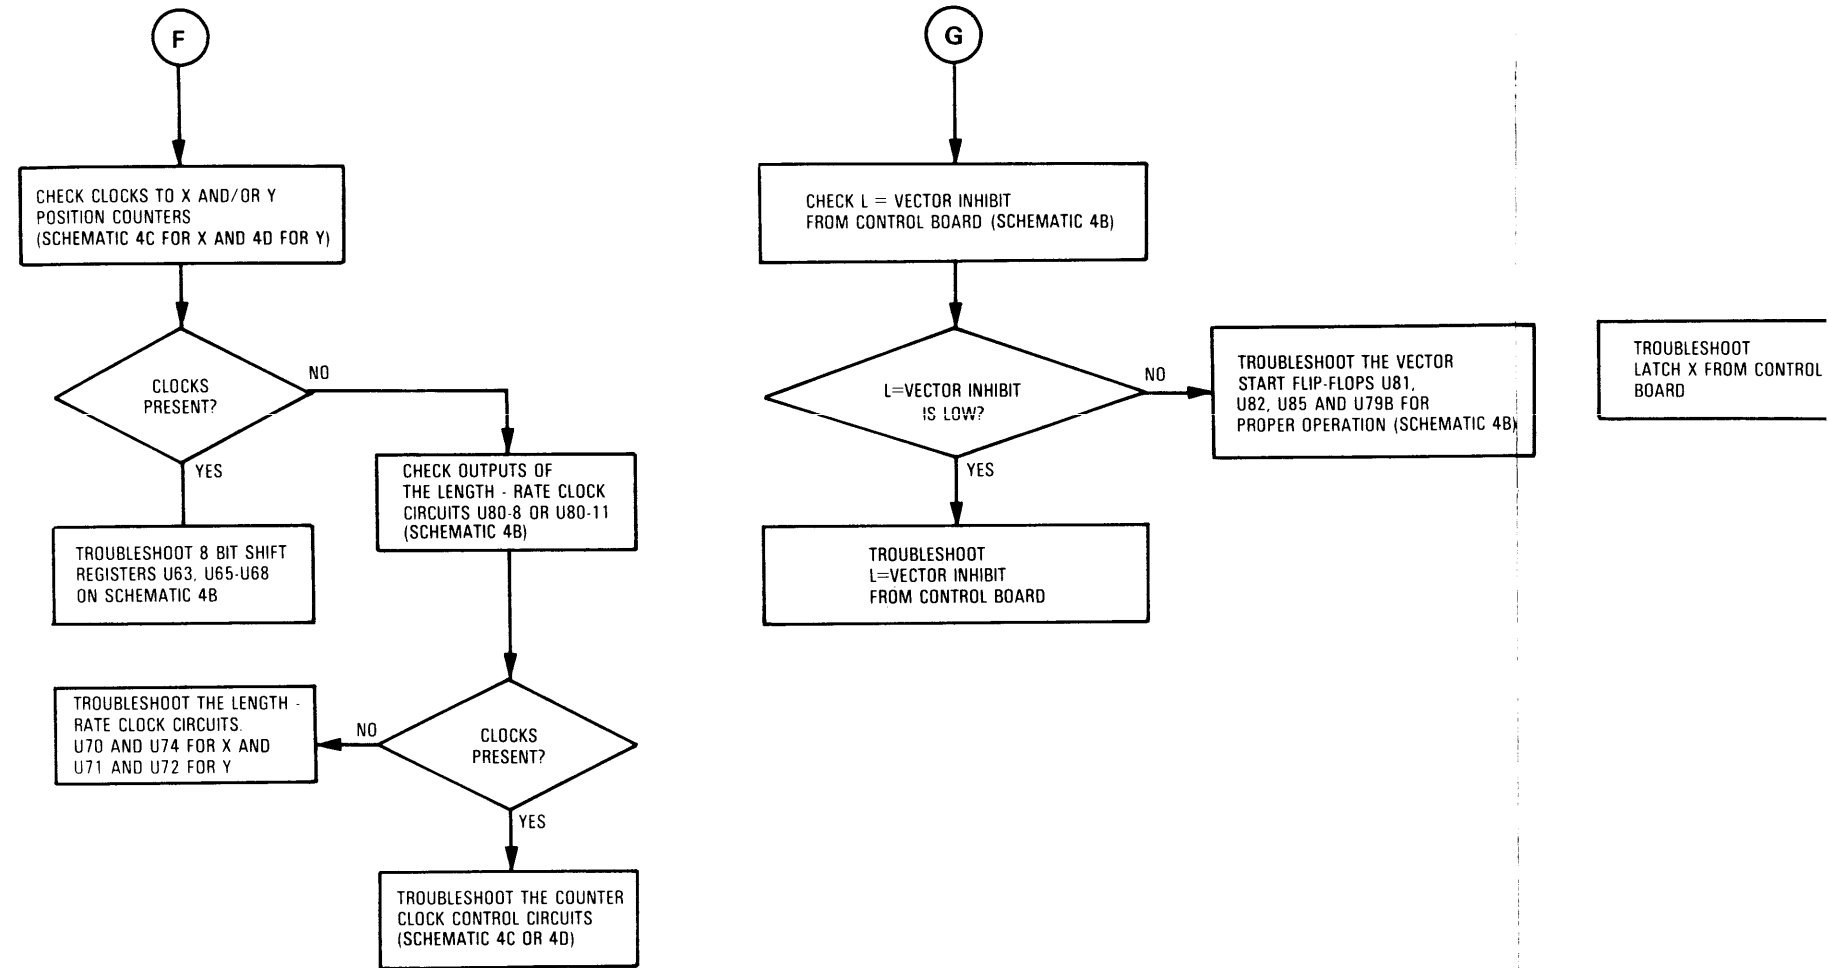 F
CHECK CLOCKS TO X AND/OR Y
POSITION COUNTERS
(SCHEMATIC 4C FOR X AND 4D FOR Y)
CLOCKS
PRESENT?
NO
YES
TROUBLESHOOT 8 BIT SHIFT
REGISTERS U63, U65-U68
ON SCHEMATIC 4B
CHECK OUTPUTS OF
THE LENGTH - RATE CLOCK
CIRCUITS U80-8 OR U80-11
(SCHEMATIC 4B)
CLOCKS
PRESENT?
NO
TROUBLESHOOT THE LENGTH -
RATE CLOCK CIRCUITS.
U70 AND U74 FOR X AND
U71 AND U72 FOR Y
YES
TROUBLESHOOT THE COUNTER
CLOCK CONTROL CIRCUITS
(SCHEMATIC 4C OR 4D)
G
CHECK L = VECTOR INHIBIT
FROM CONTROL BOARD (SCHEMATIC 4B)
L=VECTOR INHIBIT
IS LOW?
NO
TROUBLESHOOT THE VECTOR
START FLIP-FLOPS U81,
U82, U85 AND U79B FOR
PROPER OPERATION (SCHEMATIC 4B)
YES
TROUBLESHOOT
L=VECTOR INHIBIT
FROM CONTROL BOARD
TROUBLESHOOT
LATCH X FROM CONTROL
BOARD